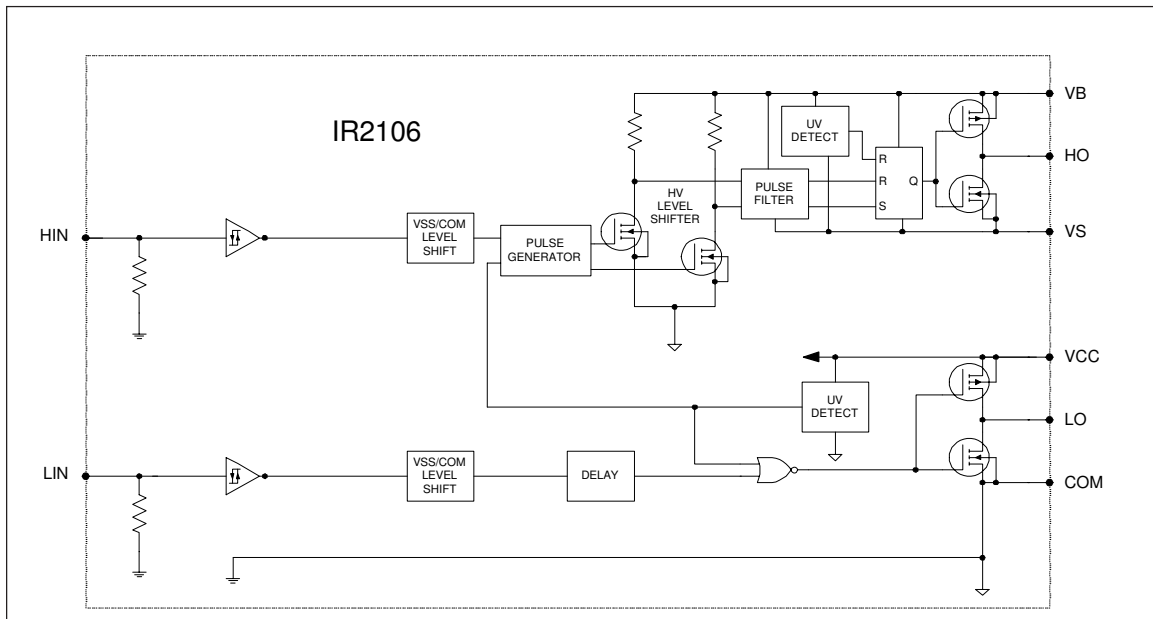 IR2106
VB
UV
DETECT
R
R
S
Q
HO
HV
LEVEL
SHIFTER
PULSE
FILTER
VS
HIN
VSS/COM
LEVEL
SHIFT
PULSE
GENERATOR
VCC
UV
DETECT
LO
LIN
VSS/COM
LEVEL
SHIFT
DELAY
COM